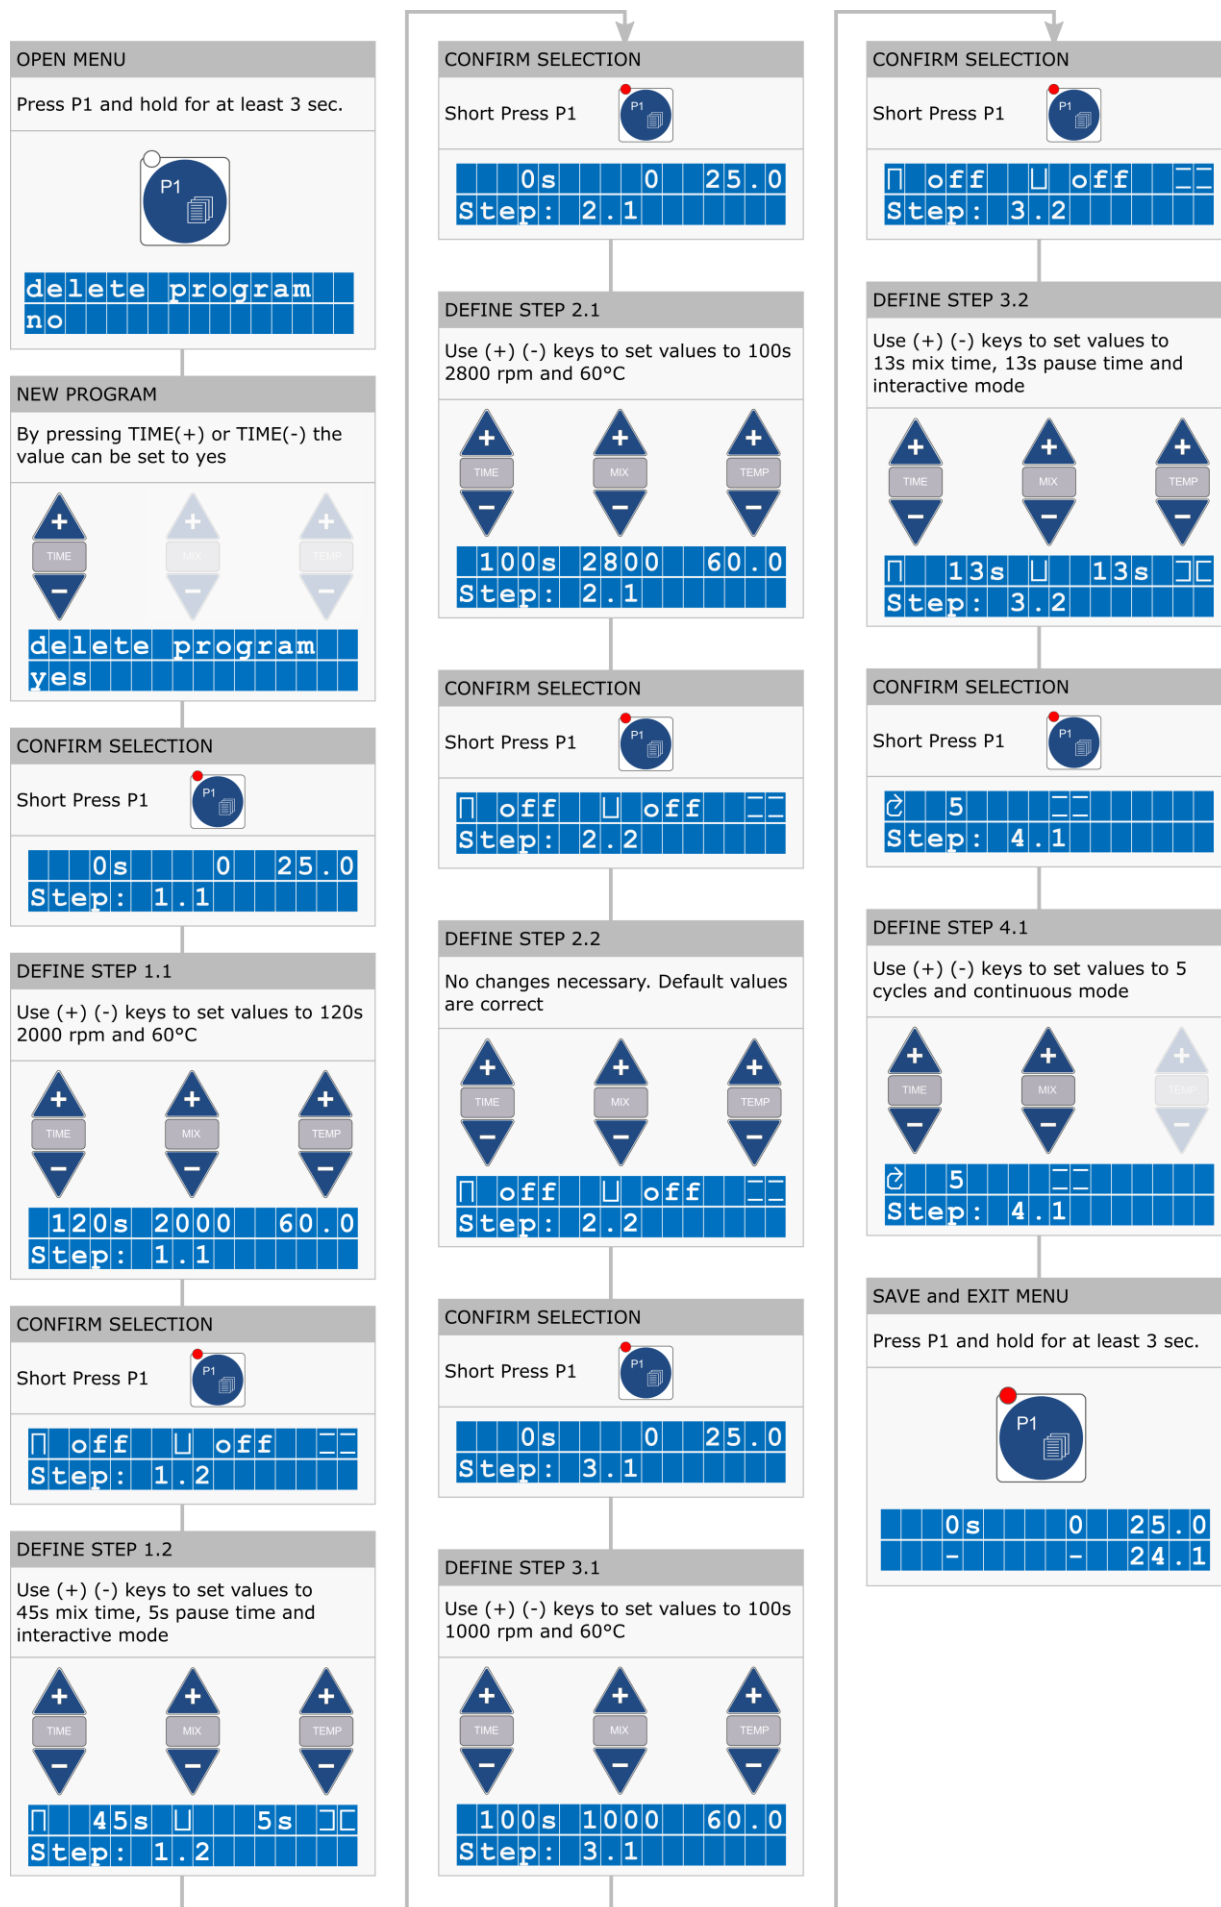 OPEN MENU
Press P1 and hold for at least 3 sec.
P1
delete program
no
NEW PROGRAM
By pressing TIME(+) or TIME(-) the
value can be set to yes
+ + +
TIME MIX TEMP
− − −
delete program
yes
CONFIRM SELECTION
Short Press P1
P1
0s 0 25.0
Step: 1.1
DEFINE STEP 1.1
Use (+) (-) keys to set values to 120s
2000 rpm and 60°C
+ + +
TIME MIX TEMP
− − −
120s 2000 60.0
Step: 1.1
CONFIRM SELECTION
Short Press P1
P1
off off
Step: 1.2
DEFINE STEP 1.2
Use (+) (-) keys to set values to
45s mix time, 5s pause time and
interactive mode
+ + +
TIME MIX TEMP
− − −
45s 5s
Step: 1.2
CONFIRM SELECTION
Short Press P1
P1
0s 0 25.0
Step: 2.1
DEFINE STEP 2.1
Use (+) (-) keys to set values to 100s
2800 rpm and 60°C
+ + +
TIME MIX TEMP
− − −
100s 2800 60.0
Step: 2.1
CONFIRM SELECTION
Short Press P1
P1
off off
Step: 2.2
DEFINE STEP 2.2
No changes necessary. Default values
are correct
+ + +
TIME MIX TEMP
− − −
off off
Step: 2.2
CONFIRM SELECTION
Short Press P1
P1
0s 0 25.0
Step: 3.1
DEFINE STEP 3.1
Use (+) (-) keys to set values to 100s
1000 rpm and 60°C
+ + +
TIME MIX TEMP
− − −
100s 1000 60.0
Step: 3.1
CONFIRM SELECTION
Short Press P1
P1
off off
Step: 3.2
DEFINE STEP 3.2
Use (+) (-) keys to set values to
13s mix time, 13s pause time and
interactive mode
+ + +
TIME MIX TEMP
− − −
13s 13s
Step: 3.2
CONFIRM SELECTION
Short Press P1
P1
5
Step: 4.1
DEFINE STEP 4.1
Use (+) (-) keys to set values to 5
cycles and continuous mode
+ + +
TIME MIX TEMP
− − −
5
Step: 4.1
SAVE and EXIT MENU
Press P1 and hold for at least 3 sec.
P1
0s 0 25.0
- - 24.1